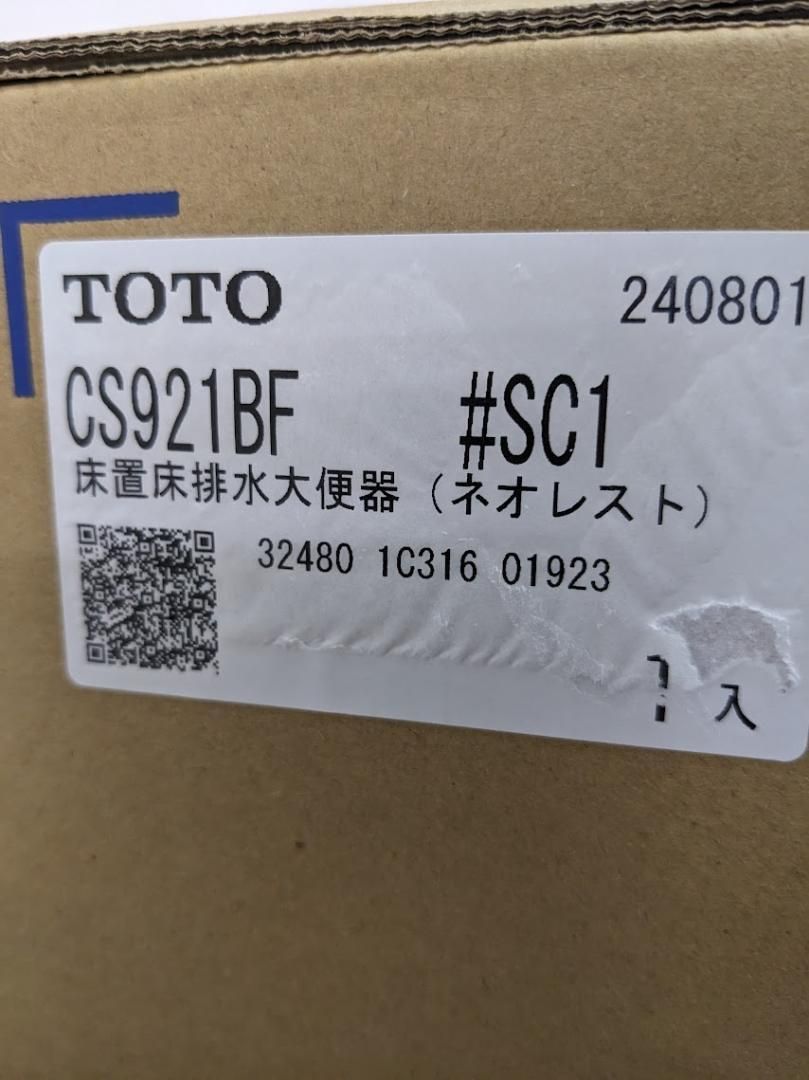 TOTO 240801
CS921BF #SC1
床置床排水大便器（ネオレスト）
32480 1C316 01923
1 入